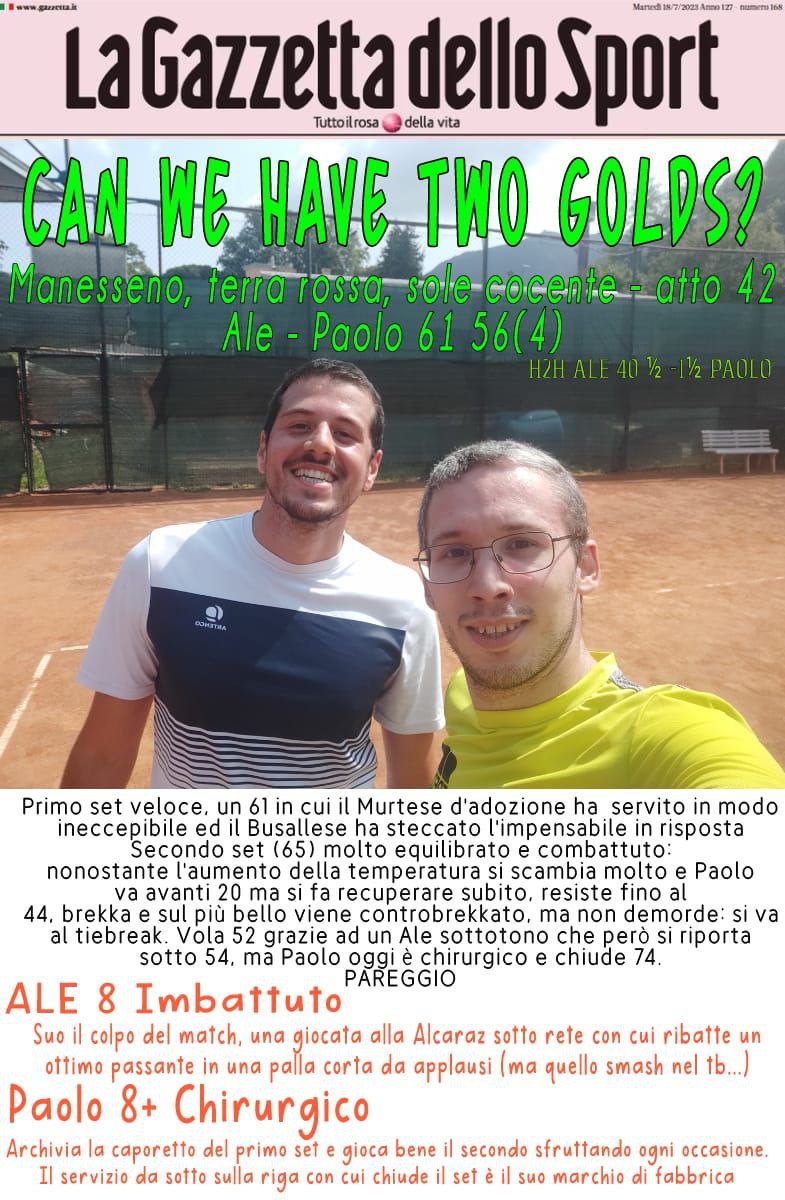 www.gazzetta.it
Martedì 18/7/2023 Anno 127 - numero 168
La Gazzetta dello Sport
Tutto il rosa della vita
CAN WE HAVE TWO GOLDS?
Manesseno, terra rossa, sole cocente - atto 42
Ale - Paolo 61 56(4)
H2H ALE 40 ½ -1½ PAOLO
ARTENGO
Primo set veloce, un 61 in cui il Murtese d'adozione ha servito in modo
ineccepibile ed il Busallese ha steccato l'impensabile in risposta
Secondo set (65) molto equilibrato e combattuto:
nonostante l'aumento della temperatura si scambia molto e Paolo
va avanti 20 ma si fa recuperare subito, resiste fino al
44, brekka e sul più bello viene controbrekkato, ma non demorde: si va
al tiebreak. Vola 52 grazie ad un Ale sottotono che però si riporta
sotto 54, ma Paolo oggi è chirurgico e chiude 74.
PAREGGIO
ALE 8 Imbattuto
Suo il colpo del match, una giocata alla Alcaraz sotto rete con cui ribatte un
ottimo passante in una palla corta da applausi (ma quello smash nel tb...)
Paolo 8+ Chirurgico
Archivia la caporetto del primo set e gioca bene il secondo sfruttando ogni occasione.
Il servizio da sotto sulla riga con cui chiude il set è il suo marchio di fabbrica